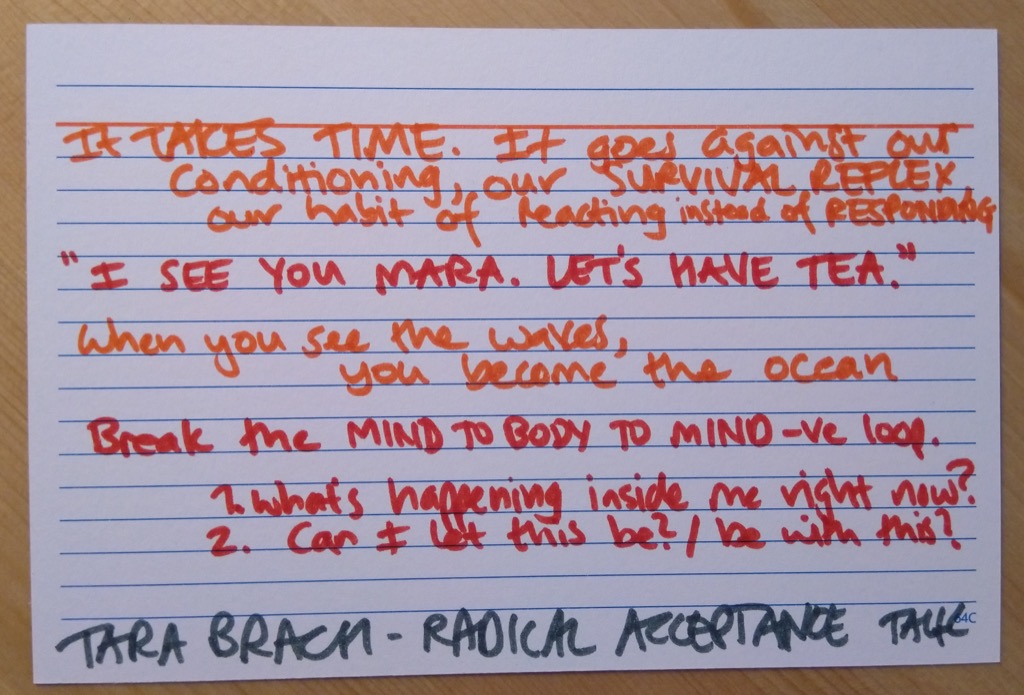 It TAKES TIME. It goes against our
conditioning, our SURVIVAL REFLEX
our habit of reacting instead of RESPONDING
"I SEE YOU MARA. LET'S HAVE TEA."
When you see the waves,
you become the ocean
Break the MIND TO BODY TO MIND -ve loop.
1. What's happening inside me right now?
2. Can I let this be? / be with this?
64C
TARA BRACH - RADICAL ACCEPTANCE TALK